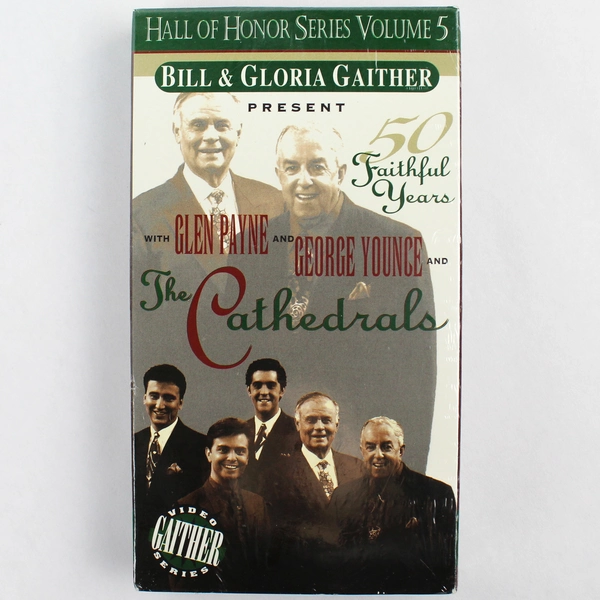 HALL OF HONOR SERIES VOLUME 5
BILL & GLORIA GAITHER
PRESENT
50
Faithful
Years
WITH GLEN PAYNE AND
GEORGE YOUNCE AND
The Cathedrals
VIDEO
GAITHER
SERIES